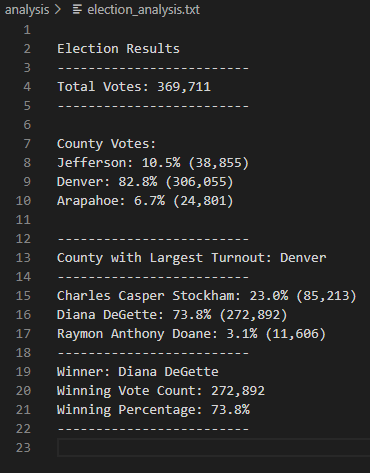 analysis > election_analysis.txt
1
2 Election Results
3 -------------------------
4 Total Votes: 369,711
5 -------------------------
6
7 County Votes:
8 Jefferson: 10.5% (38,855)
9 Denver: 82.8% (306,055)
10 Arapahoe: 6.7% (24,801)
11
12 -------------------------
13 County with Largest Turnout: Denver
14 -------------------------
15 Charles Casper Stockham: 23.0% (85,213)
16 Diana DeGette: 73.8% (272,892)
17 Raymon Anthony Doane: 3.1% (11,606)
18 -------------------------
19 Winner: Diana DeGette
20 Winning Vote Count: 272,892
21 Winning Percentage: 73.8%
22 -------------------------
23